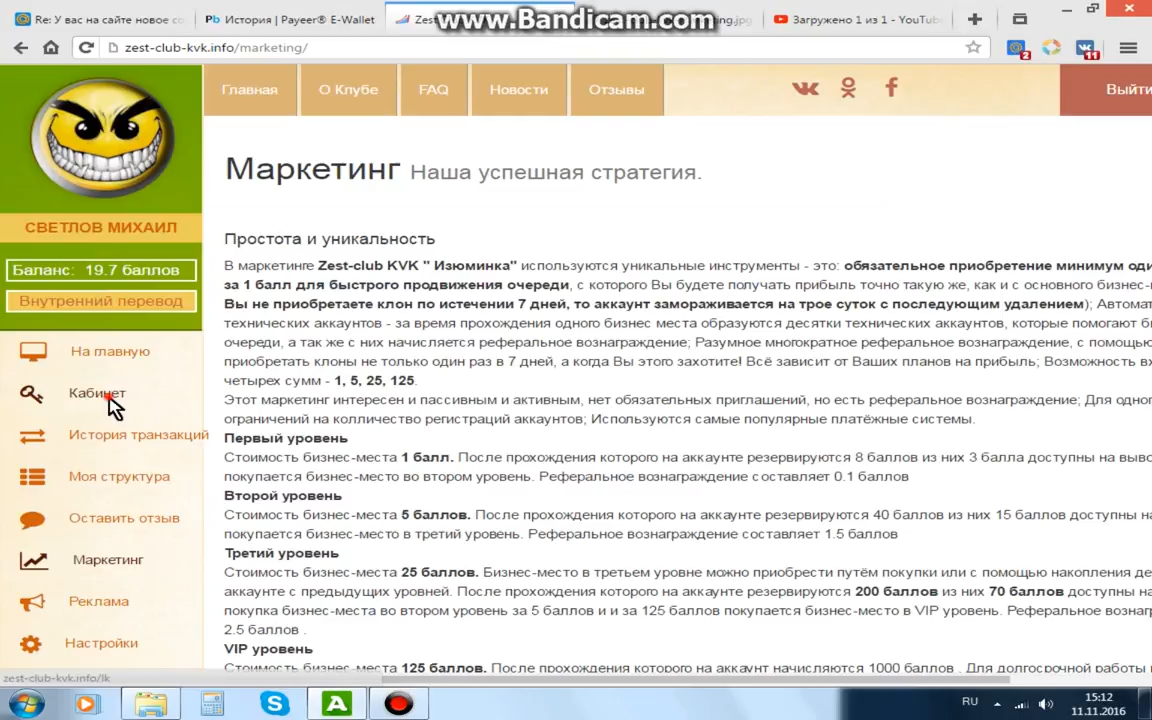 Re: У вас на сайте новое со
История | Payeer® E-Wallet
Zest
www.Bandicam.com
ing.jpg
Загружено 1 из 1 - YouTube
zest-club-kvk.info/marketing/
2
11
Главная
О Клубе
FAQ
Новости
Отзывы
Выйти
СВЕТЛОВ МИХАИЛ
Баланс: 19.7 баллов
Внутренний перевод
На главную
Кабинет
История транзакций
Моя структура
Оставить отзыв
Маркетинг
Реклама
Настройки
Маркетинг Наша успешная стратегия.
Простота и уникальность
В маркетинге Zest-club KVK " Изюминка" используются уникальные инструменты - это: обязательное приобретение минимум оди
за 1 балл для быстрого продвижения очереди, с которого Вы будете получать прибыль точно такую же, как и с основного бизнес-
Вы не приобретаете клон по истечении 7 дней, то аккаунт замораживается на трое суток с последующим удалением); Автомат
технических аккаунтов - за время прохождения одного бизнес места образуются десятки технических аккаунтов, которые помогают б
очереди, а так же с них начисляется реферальное вознаграждение; Разумное многократное реферальное вознаграждение, с помощью
приобретать клоны не только один раз в 7 дней, а когда Вы этого захотите! Всё зависит от Ваших планов на прибыль; Возможность вх
четырех сумм - 1, 5, 25, 125.
Этот маркетинг интересен и пассивным и активным, нет обязательных приглашений, но есть реферальное вознаграждение; Для одног
ограничений на колличество регистраций аккаунтов; Используются самые популярные платёжные системы.
Первый уровень
Стоимость бизнес-места 1 балл. После прохождения которого на аккаунте резервируются 8 баллов из них 3 балла доступны на выво
покупается бизнес-место во втором уровень. Реферальное вознаграждение составляет 0.1 баллов
Второй уровень
Стоимость бизнес-места 5 баллов. После прохождения которого на аккаунте резервируются 40 баллов из них 15 баллов доступны на
покупается бизнес-место в третий уровень. Реферальное вознаграждение составляет 1.5 баллов
Третий уровень
Стоимость бизнес-места 25 баллов. Бизнес-место в третьем уровне можно приобрести путём покупки или с помощью накопления де
аккаунте с предыдущих уровней. После прохождения которого на аккаунте резервируются 200 баллов из них 70 баллов доступны на
покупка бизнес-места во втором уровень за 5 баллов и и за 125 баллов покупается бизнес-место в VIP уровень. Реферальное вознагр
2.5 баллов .
VIP уровень
Стоимость бизнес-места 125 баллов. После прохождения которого на аккаунт начисляются 1000 баллов . Для долгосрочной работы
zest-club-kvk.info/lk
RU
15:12
11.11.2016